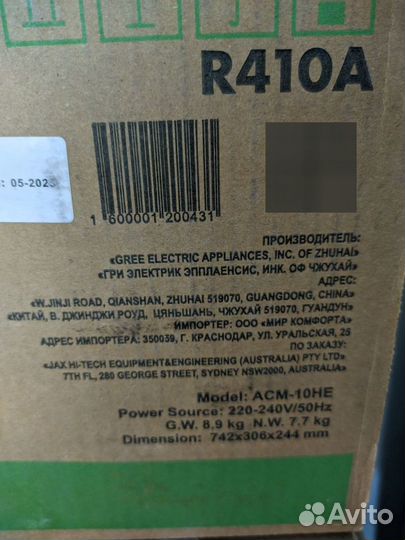 R410A
: 05-2023
1 600001 200431
ПРОИЗВОДИТЕЛЬ:
«GREE ELECTRIC APPLIANCES, INC. OF ZHUHAI»
«ГРИ ЭЛЕКТРИК ЭППЛАЕНСИС, ИНК. ОФ ЧЖУХАЙ»
АДРЕС:
«W.JINJI ROAD, QIANSHAN, ZHUHAI 519070, GUANGDONG, CHINA»
«КИТАЙ, В. ДЖИНДЖИ РОУД, ЦЯНЬШАНЬ, ЧЖУХАЙ 519070, ГУАНДУН»
ИМПОРТЕР: ООО «МИР КОМФОРТА»
АДРЕС ИМПОРТЕРА: 350039, Г. КРАСНОДАР, УЛ. УРАЛЬСКАЯ, 25
ПО ЗАКАЗУ:
«JAX HI-TECH EQUIPMENT&ENGINEERING (AUSTRALIA) PTY LTD»
7TH FL, 280 GEORGE STREET, SYDNEY NSW2000, AUSTRALIA»
Model: ACM-10HE
Power Source: 220-240V/50Hz
G.W. 8.9 kg N.W. 7.7 kg
Dimension: 742x306x244 mm
Avito